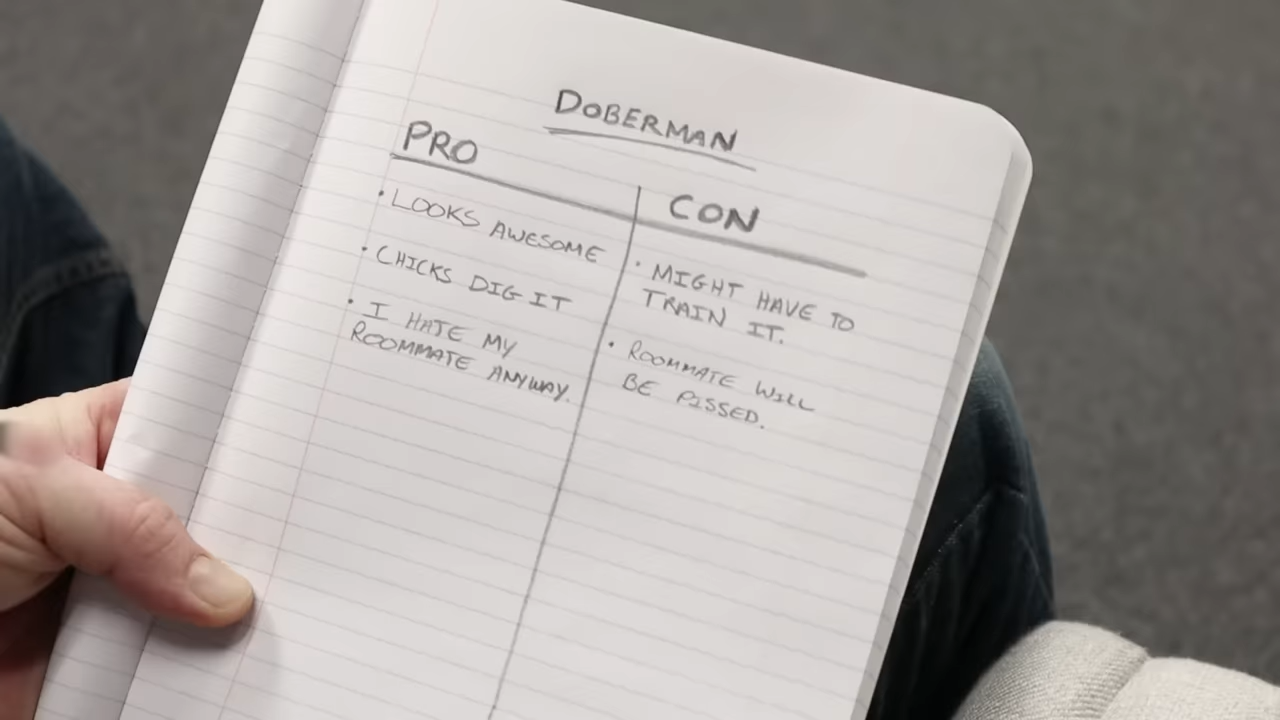 DOBERMAN
PRO
• LOOKS AWESOME
• CHICKS DIG IT
• I HATE MY
ROOMMATE ANYWAY.
CON
• MIGHT HAVE TO
TRAIN IT.
• ROOMMATE WILL
BE PISSED.